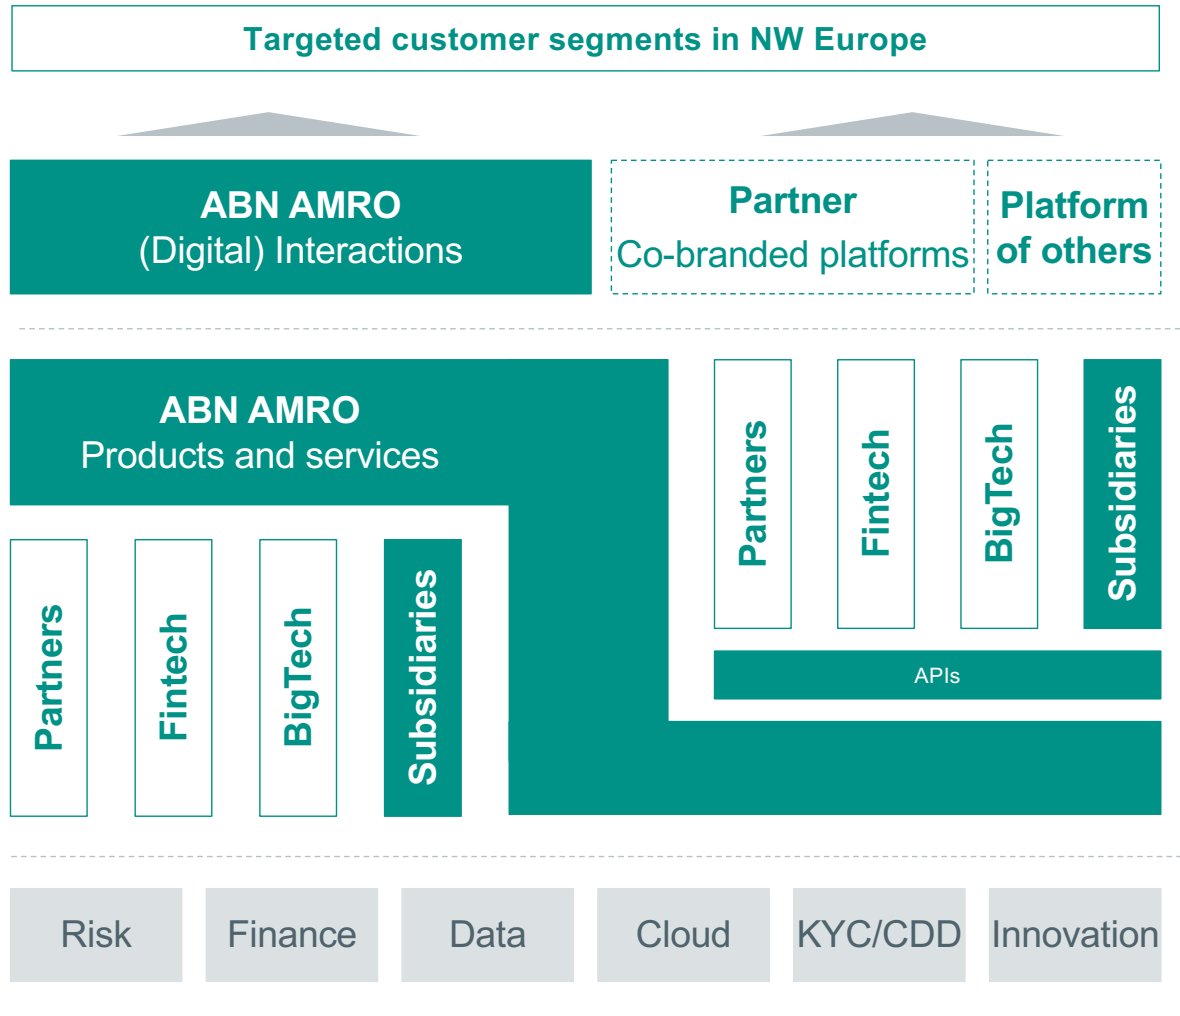 Targeted customer segments in NW Europe
ABN AMRO
(Digital) Interactions
Partner
Co-branded platforms
Platform
of others
ABN AMRO
Products and services
Partners
Fintech
BigTech
Subsidiaries
Partners
Fintech
BigTech
Subsidiaries
APIs
Risk
Finance
Data
Cloud
KYC/CDD
Innovation